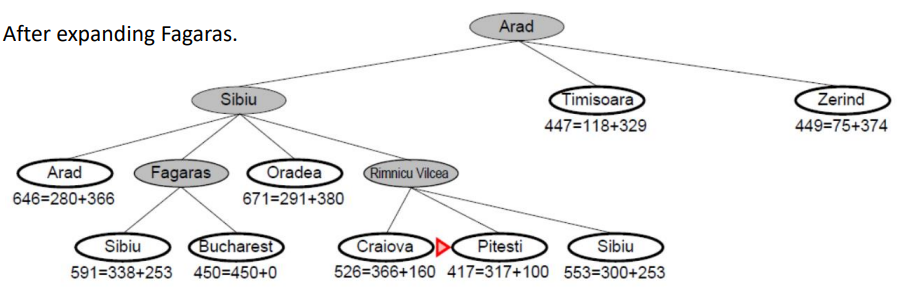 After expanding Fagaras.
Arad
Sibiu
Timisoara
Zerind
447=118+329
449=75+374
Arad
Fagaras
Oradea
Rimnicu Vilcea
646=280+366
671=291+380
Sibiu
Bucharest
Craiova
Pitesti
Sibiu
591=338+253
450=450+0
526=366+160
417=317+100
553=300+253